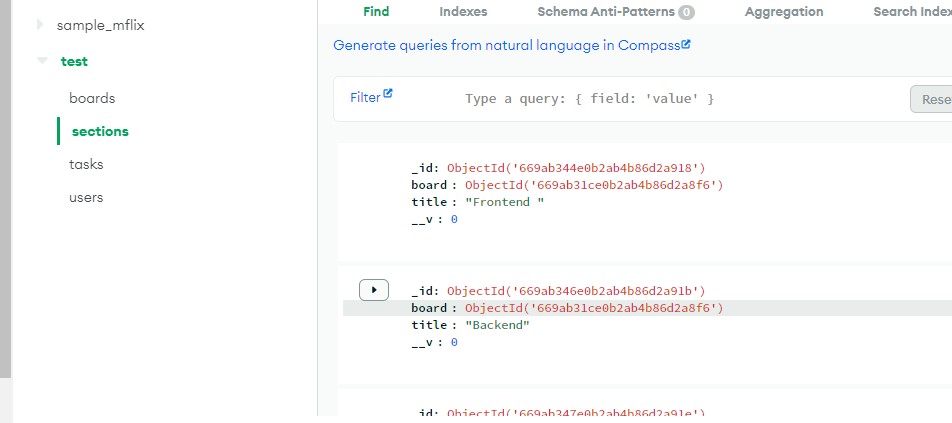 sample_mflix
test
boards
sections
tasks
users
Find Indexes Schema Anti-Patterns 0 Aggregation Search Index
Generate queries from natural language in Compass
Filter Type a query: { field: 'value' } Rese
_id: ObjectId('669ab344e0b2ab4b86d2a918')
board : ObjectId('669ab31ce0b2ab4b86d2a8f6')
title : "Frontend "
__v : 0
_id: ObjectId('669ab346e0b2ab4b86d2a91b')
board : ObjectId('669ab31ce0b2ab4b86d2a8f6')
title : "Backend"
__v : 0
_id: ObjectId('669ab347e0b2ab4b86d2a91e')